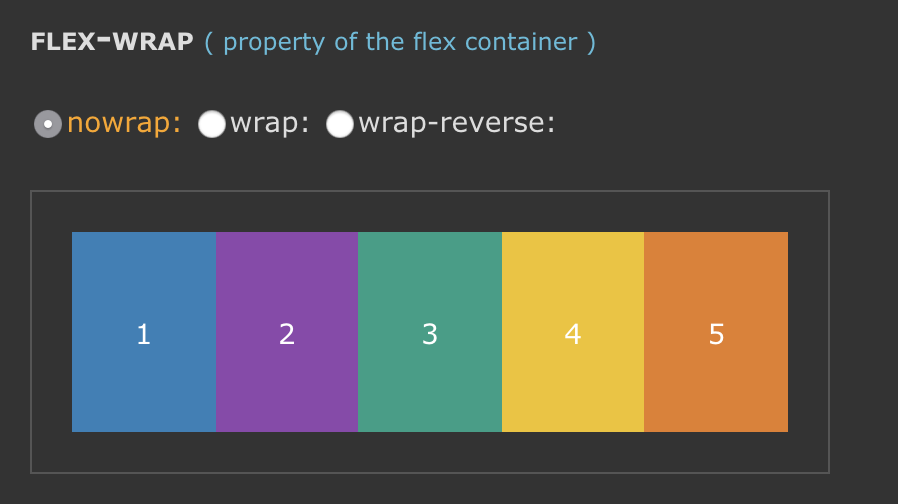 FLEX-WRAP ( property of the flex container )
nowrap: wrap: wrap-reverse:
1 2 3 4 5